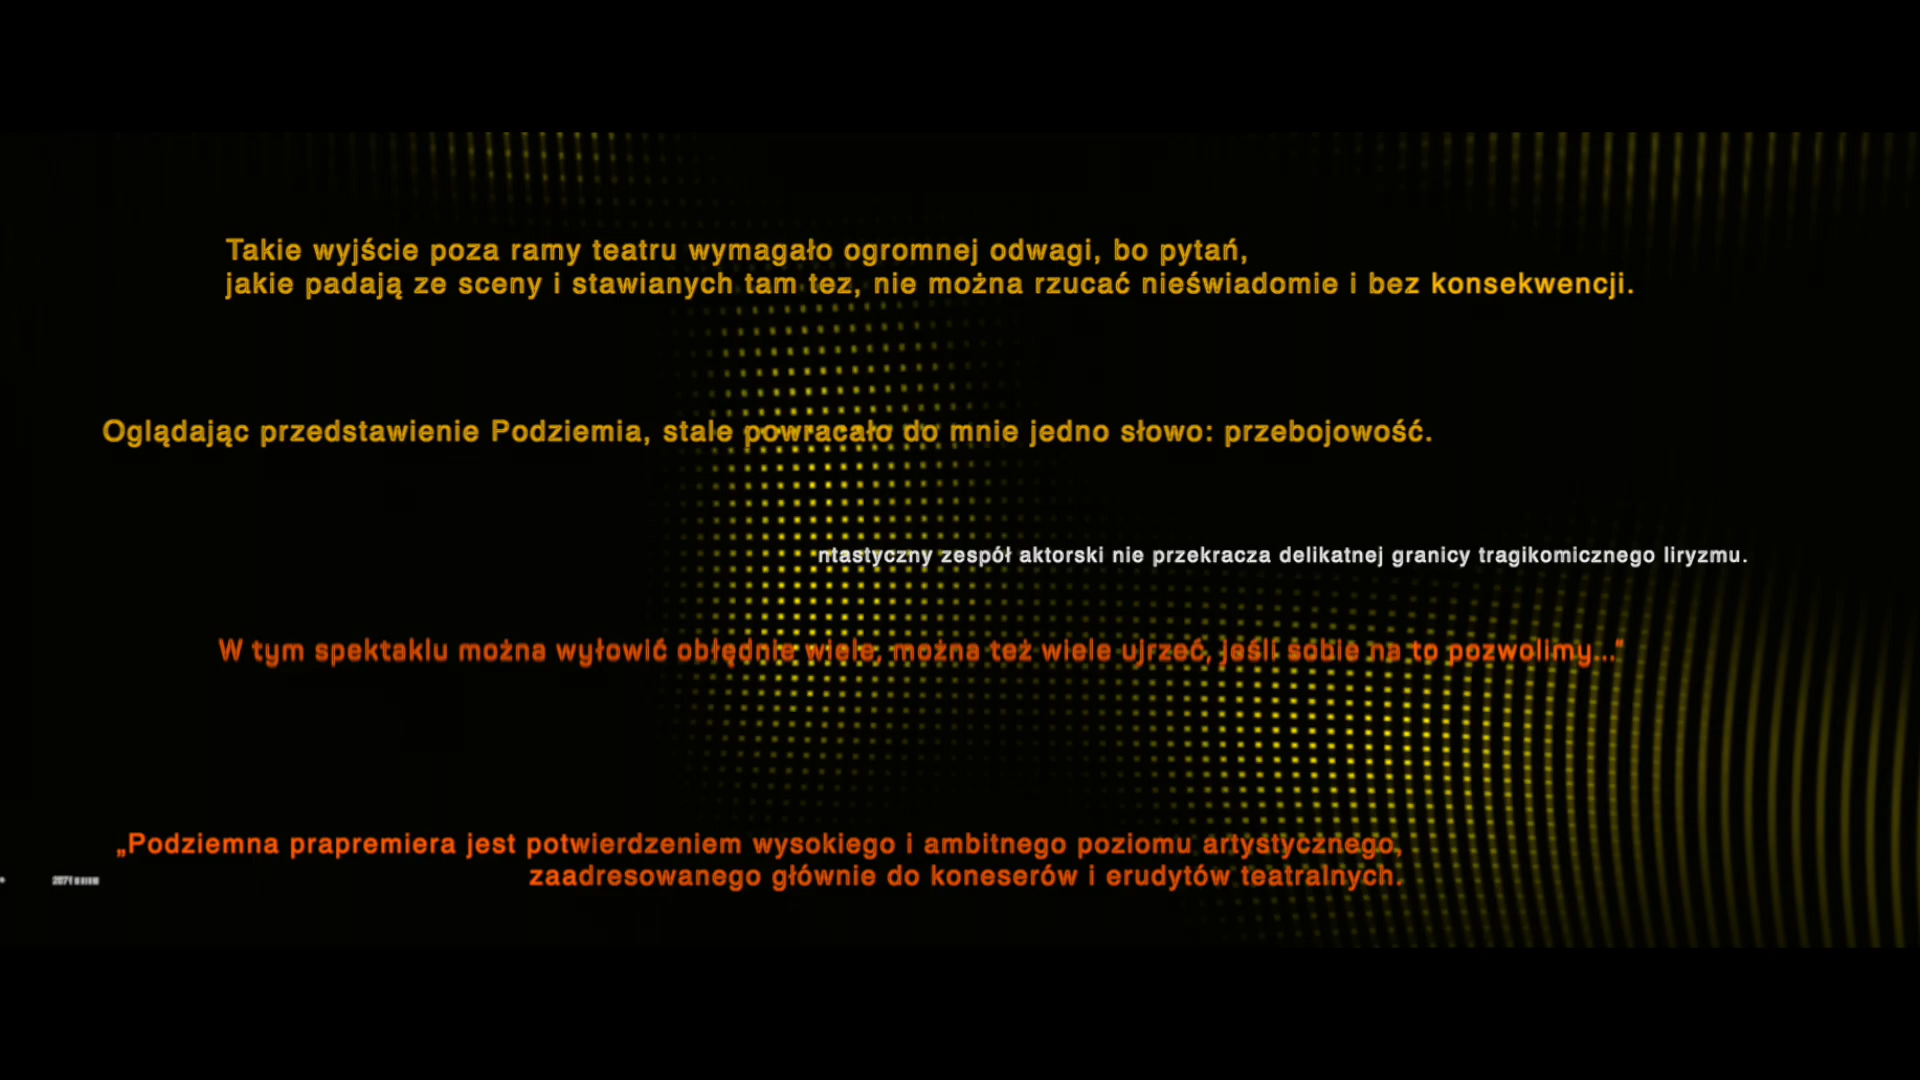 Takie wyjście poza ramy teatru wymagało ogromnej odwagi, bo pytań,
jakie padają ze sceny i stawianych tam tez, nie można rzucać nieświadomie i bez konsekwencji.
Oglądając przedstawienie Podziemia, stale powracało do mnie jedno słowo: przebojowość.
ntastyczny zespół aktorski nie przekracza delikatnej granicy tragikomicznego liryzmu.
W tym spektaklu można wyłowić obłędnie wiele, można też wiele ujrzeć, jeśli sobie na to pozwolimy..."
„Podziemna prapremiera jest potwierdzeniem wysokiego i ambitnego poziomu artystycznego,
zaadresowanego głównie do koneserów i erudytów teatralnych.